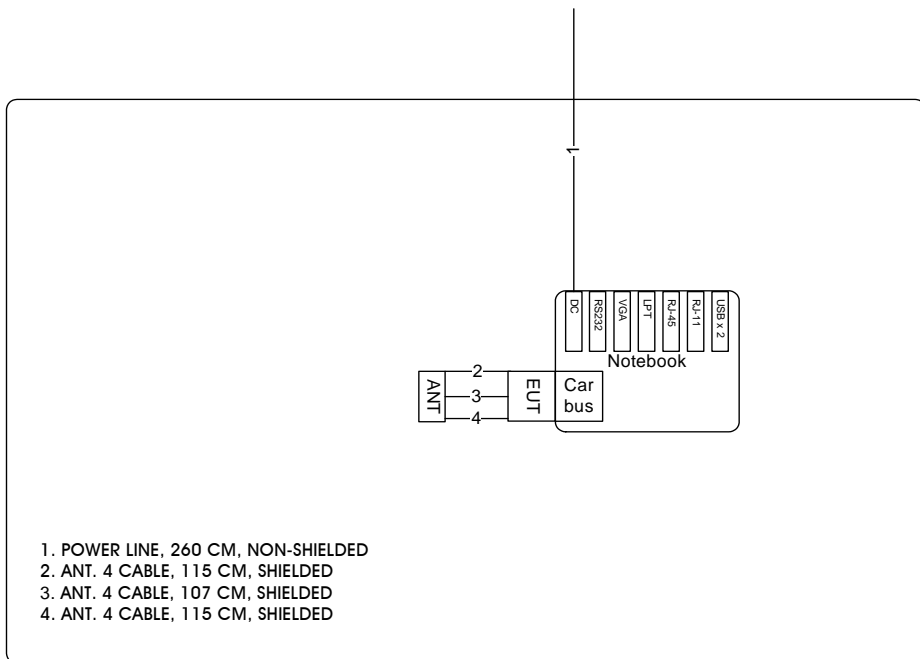 1
DC
RS232
VGA
LPT
RJ-45
RJ-11
USB x 2
Notebook
ANT
2
3
4
EUT
Car
bus
1. POWER LINE, 260 CM, NON-SHIELDED
2. ANT. 4 CABLE, 115 CM, SHIELDED
3. ANT. 4 CABLE, 107 CM, SHIELDED
4. ANT. 4 CABLE, 115 CM, SHIELDED